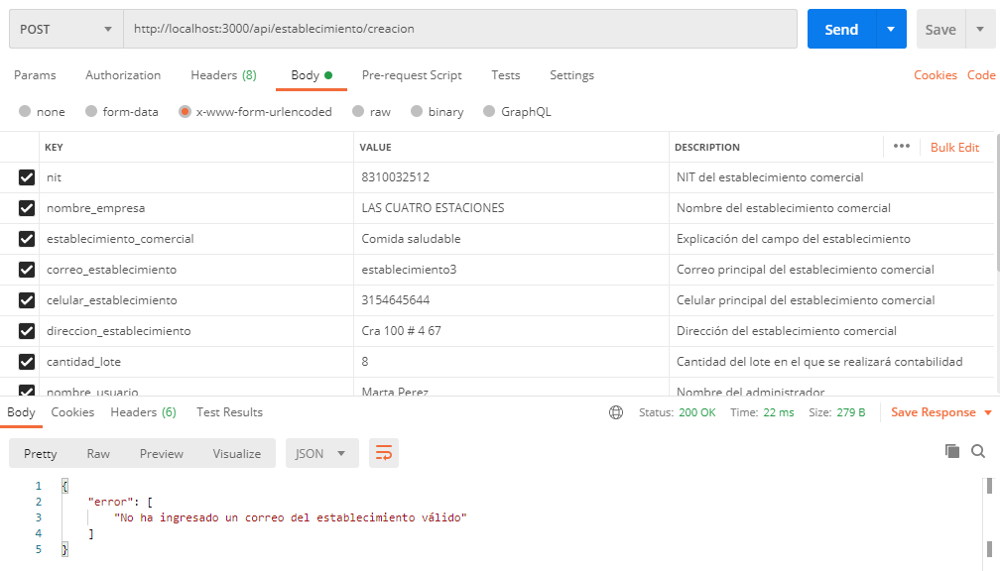 POST http://localhost:3000/api/establecimiento/creacion Send Save
Params Authorization Headers (8) Body Pre-request Script Tests Settings Cookies Code
none form-data x-www-form-urlencoded raw binary GraphQL
KEY VALUE DESCRIPTION ••• Bulk Edit
nit 8310032512 NIT del establecimiento comercial
nombre_empresa LAS CUATRO ESTACIONES Nombre del establecimiento comercial
establecimiento_comercial Comida saludable Explicación del campo del establecimiento
correo_establecimiento establecimiento3 Correo principal del establecimiento comercial
celular_establecimiento 3154645644 Celular principal del establecimiento comercial
direccion_establecimiento Cra 100 # 4 67 Dirección del establecimiento comercial
cantidad_lote 8 Cantidad del lote en el que se realizará contabilidad
nombre_usuario Marta Perez Nombre del administrador
Body Cookies Headers (6) Test Results Status: 200 OK Time: 22 ms Size: 279 B Save Response
Pretty Raw Preview Visualize JSON
1 {
2 "error": [
3 "No ha ingresado un correo del establecimiento válido"
4 ]
5 }